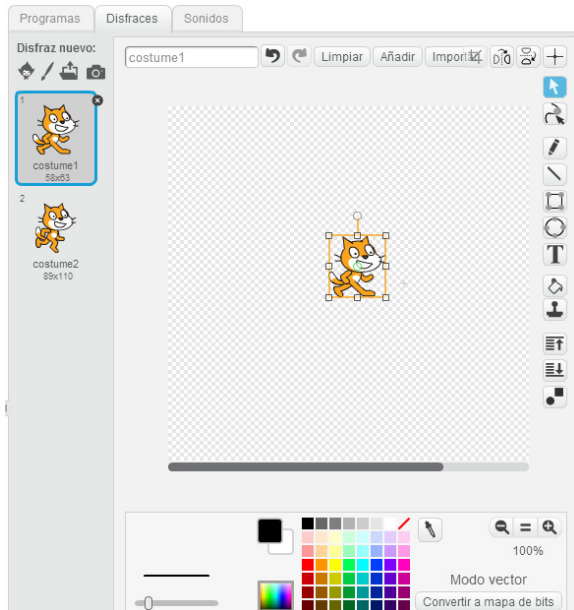 Programas Disfraces Sonidos
Disfraz nuevo:
costume1 Limpiar Añadir Importar
1
costume1
58x63
2
costume2
89x110
T
100%
Modo vector
Convertir a mapa de bits